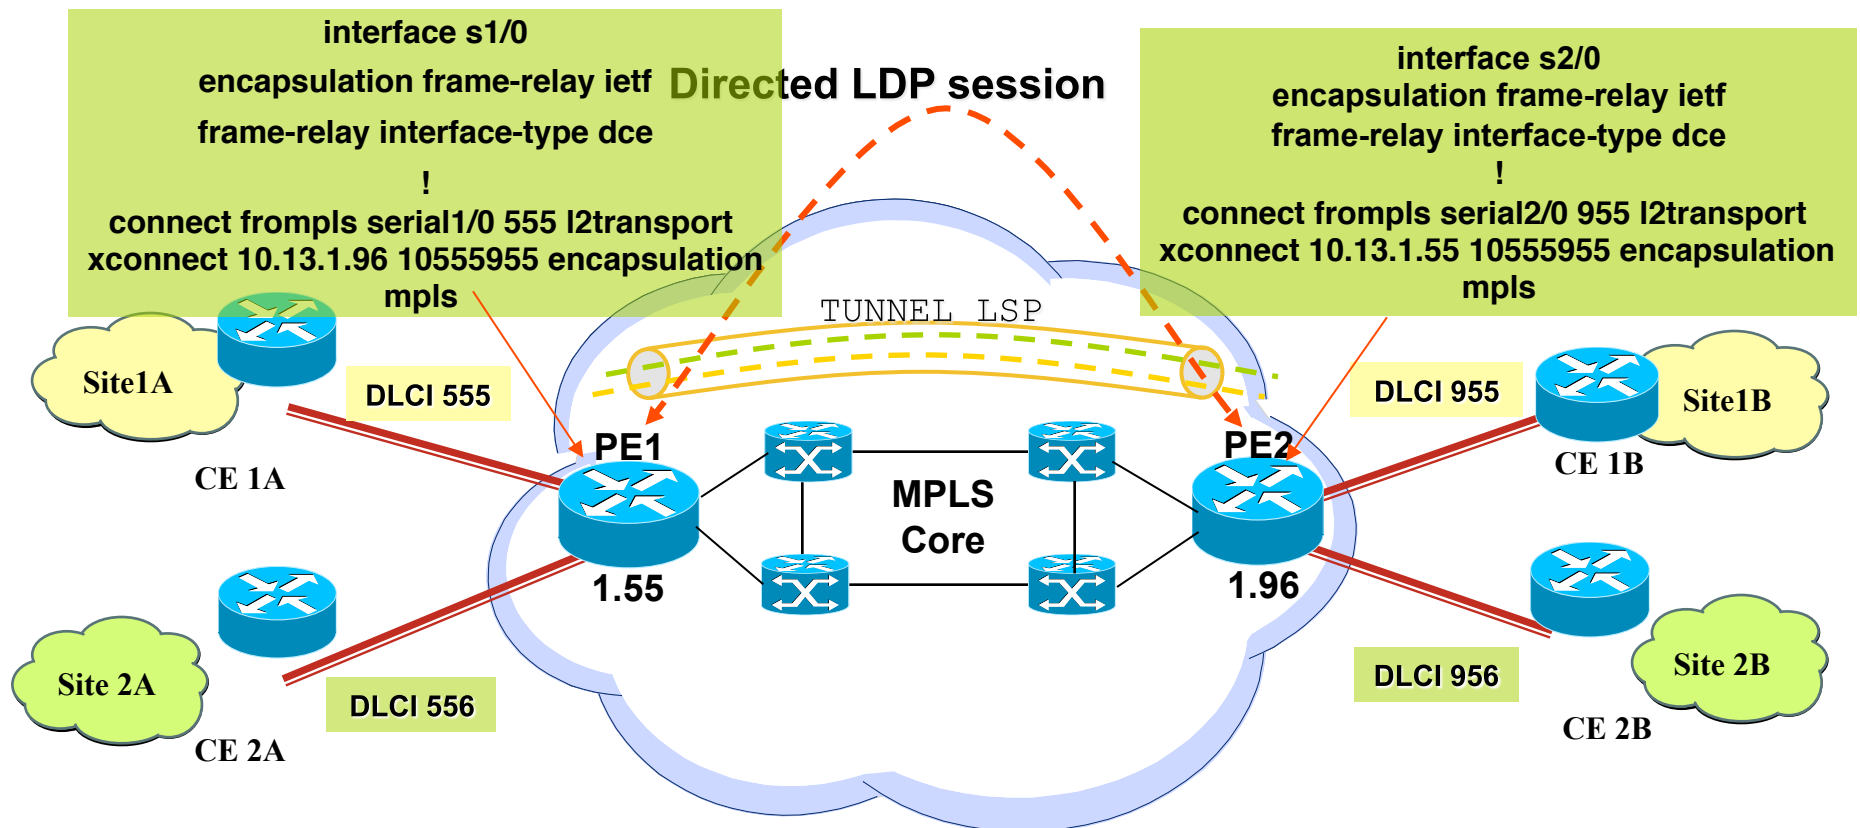 interface s1/0
encapsulation frame-relay ietf
frame-relay interface-type dce
!
connect frompls serial1/0 555 l2transport
xconnect 10.13.1.96 10555955 encapsulation
mpls
Directed LDP session
interface s2/0
encapsulation frame-relay ietf
frame-relay interface-type dce
!
connect frompls serial2/0 955 l2transport
xconnect 10.13.1.55 10555955 encapsulation
mpls
TUNNEL LSP
Site1A
DLCI 555
DLCI 955
Site1B
CE 1A
PE1
PE2
CE 1B
MPLS
Core
1.55
1.96
Site 2A
DLCI 556
CE 2A
DLCI 956
Site 2B
CE 2B